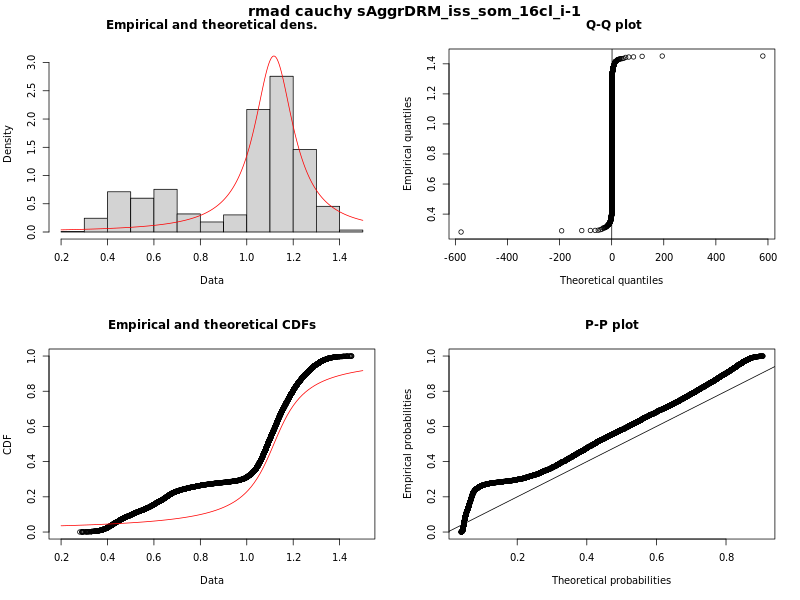 rmad cauchy sAggrDRM_iss_som_16cl_i-1
Empirical and theoretical dens.
Density
0.0 0.5 1.0 1.5 2.0 2.5 3.0
0.2 0.4 0.6 0.8 1.0 1.2 1.4
Data
Q-Q plot
Empirical quantiles
0.4 0.6 0.8 1.0 1.2 1.4
-600 -400 -200 0 200 400 600
Theoretical quantiles
Empirical and theoretical CDFs
CDF
0.0 0.2 0.4 0.6 0.8 1.0
0.2 0.4 0.6 0.8 1.0 1.2 1.4
Data
P-P plot
Empirical probabilities
0.0 0.2 0.4 0.6 0.8 1.0
0.2 0.4 0.6 0.8
Theoretical probabilities